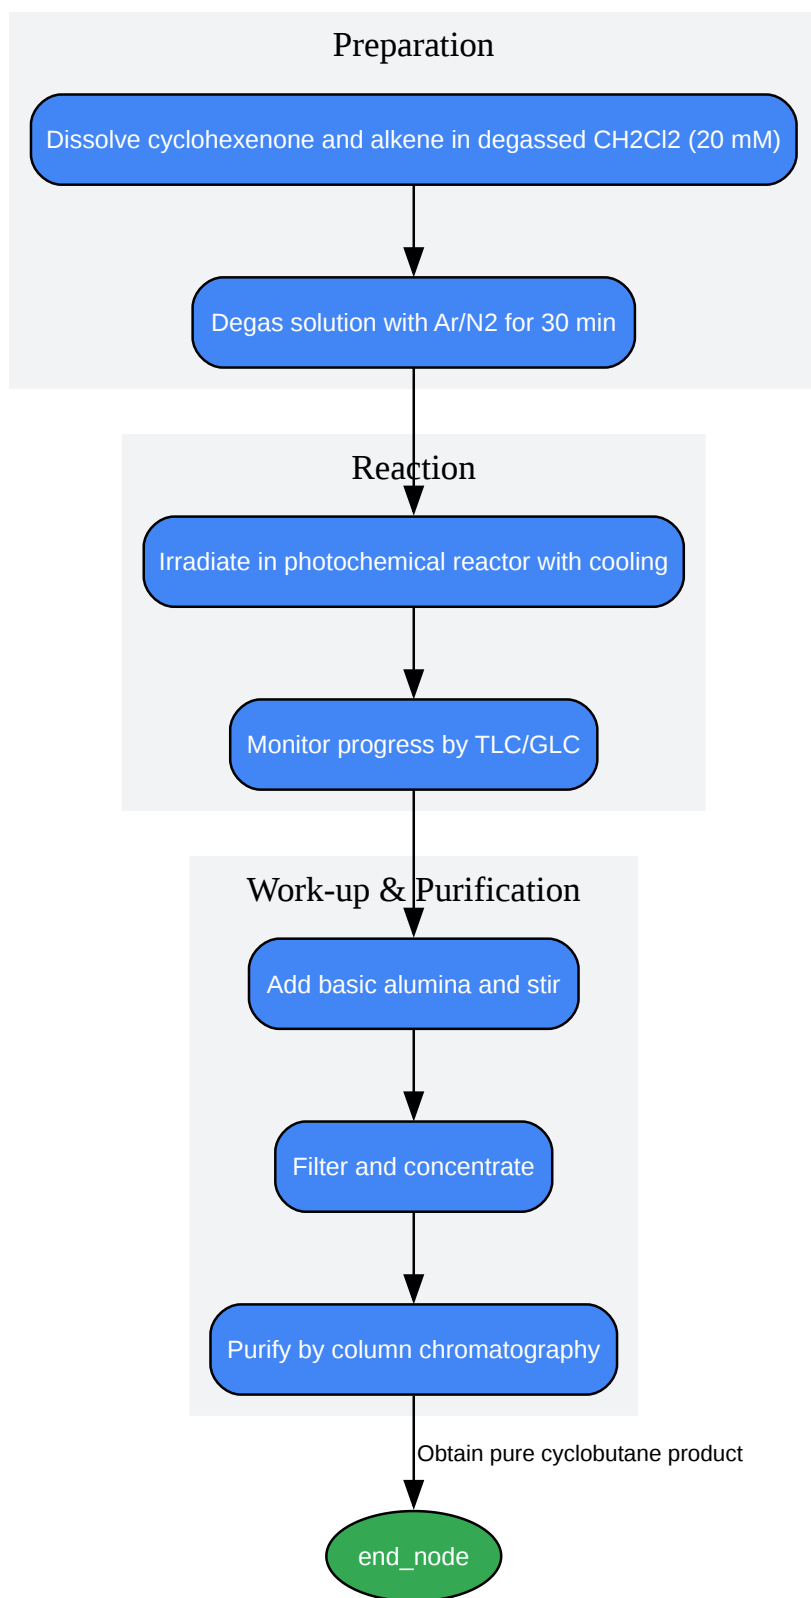 Preparation
Dissolve cyclohexenone and alkene in degassed CH2Cl2 (20 mM)
Degas solution with Ar/N2 for 30 min
Reaction
Irradiate in photochemical reactor with cooling
Monitor progress by TLC/GLC
Work-up & Purification
Add basic alumina and stir
Filter and concentrate
Purify by column chromatography
Obtain pure cyclobutane product
end_node